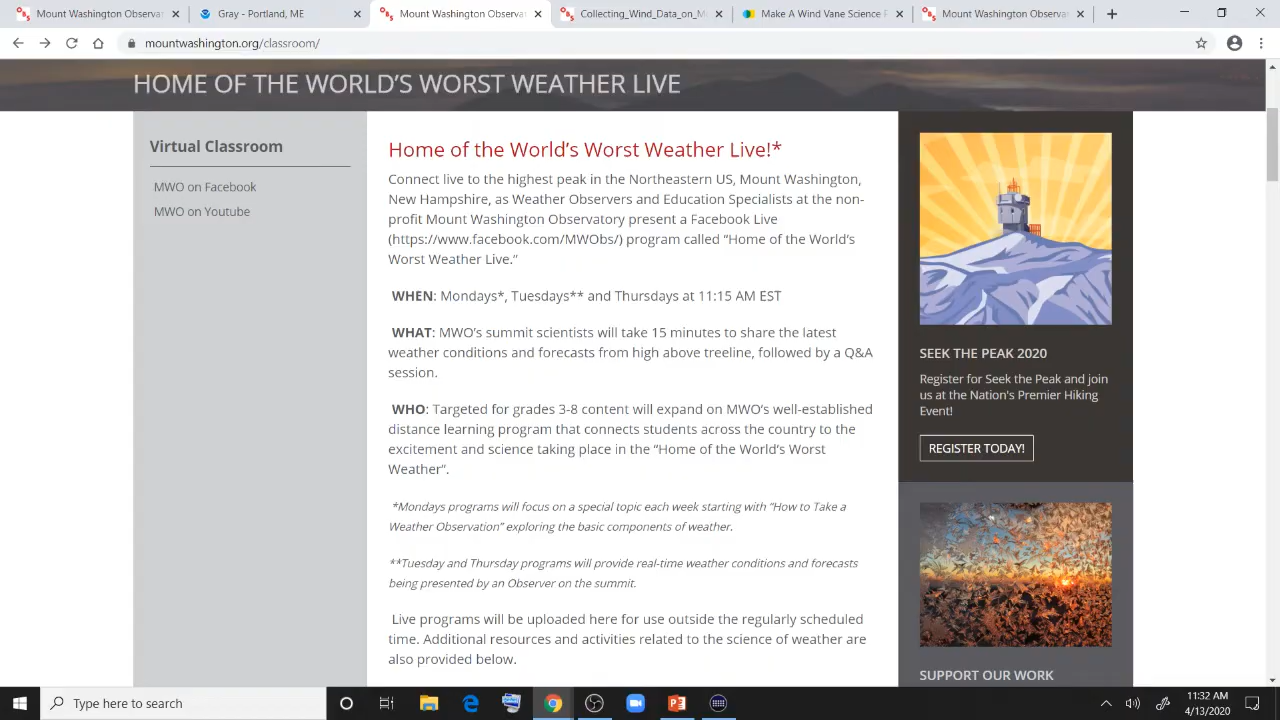 Mount Washington Observa
Gray - Portland, ME
Mount Washington Observa
Collecting_Wind_Data_on_M
Make A Wind Vane Science P
Mount Washington Observa
mountwashington.org/classroom/
HOME OF THE WORLD'S WORST WEATHER LIVE
Virtual Classroom
MWO on Facebook
MWO on Youtube
Home of the World's Worst Weather Live!*
Connect live to the highest peak in the Northeastern US, Mount Washington,
New Hampshire, as Weather Observers and Education Specialists at the non-
profit Mount Washington Observatory present a Facebook Live
(https://www.facebook.com/MWObs/) program called "Home of the World's
Worst Weather Live."
WHEN: Mondays*, Tuesdays** and Thursdays at 11:15 AM EST
WHAT: MWO's summit scientists will take 15 minutes to share the latest
weather conditions and forecasts from high above treeline, followed by a Q&A
session.
WHO: Targeted for grades 3-8 content will expand on MWO's well-established
distance learning program that connects students across the country to the
excitement and science taking place in the "Home of the World's Worst
Weather".
*Mondays programs will focus on a special topic each week starting with "How to Take a
Weather Observation" exploring the basic components of weather.
**Tuesday and Thursday programs will provide real-time weather conditions and forecasts
being presented by an Observer on the summit.
Live programs will be uploaded here for use outside the regularly scheduled
time. Additional resources and activities related to the science of weather are
also provided below.
SEEK THE PEAK 2020
Register for Seek the Peak and join
us at the Nation's Premier Hiking
Event!
REGISTER TODAY!
SUPPORT OUR WORK
Type here to search
11:32 AM
4/13/2020